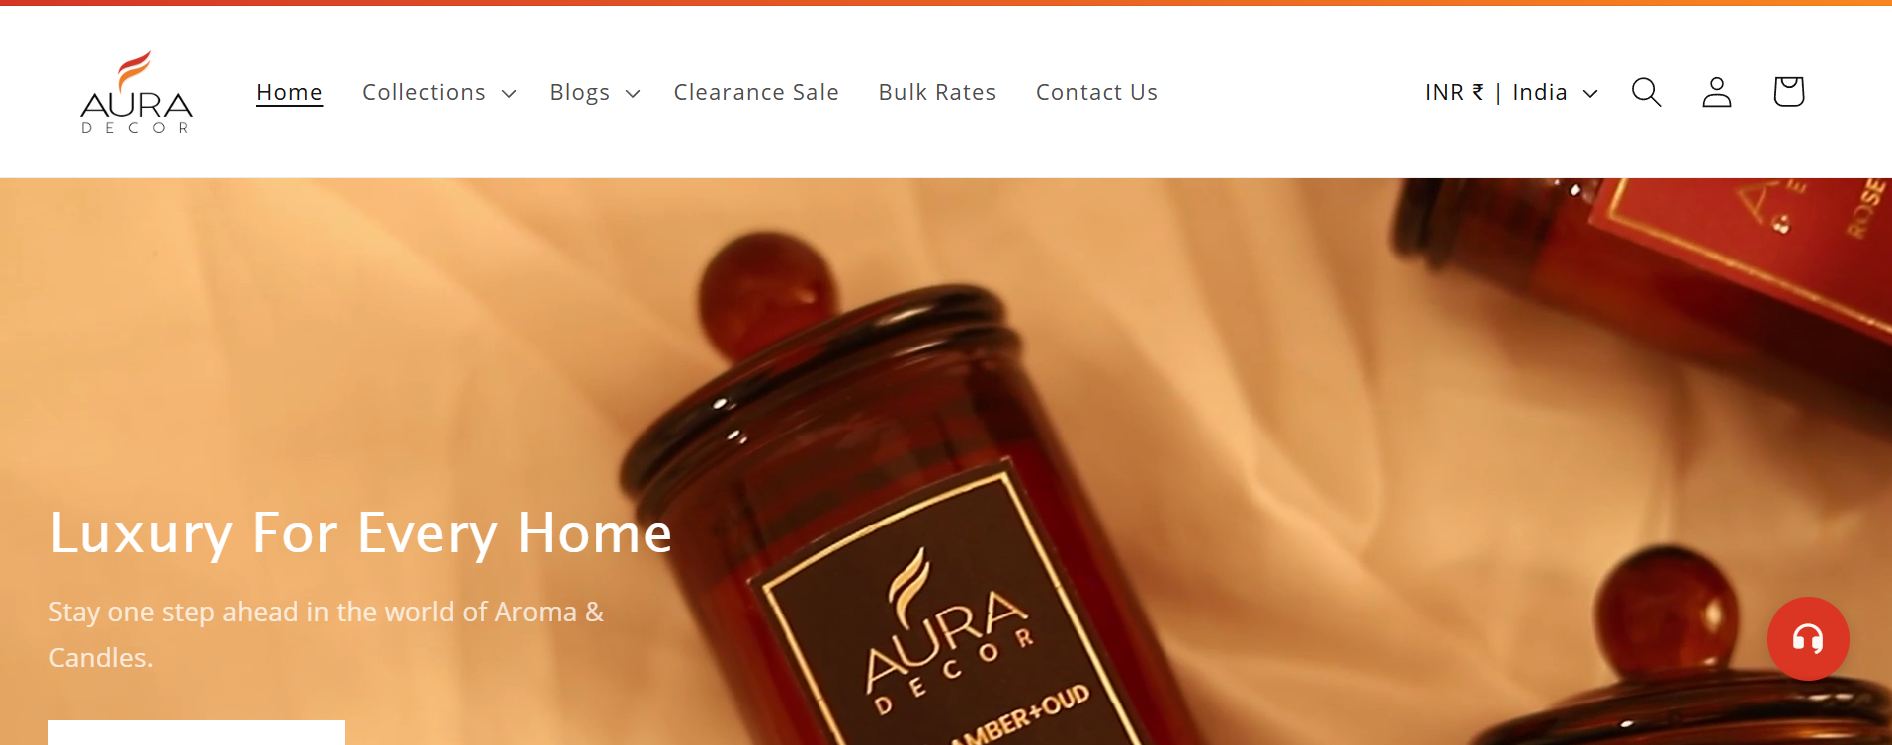 AURA
DECOR
Home
Collections
Blogs
Clearance Sale
Bulk Rates
Contact Us
INR ₹ | India
ROSE
Luxury For Every Home
Stay one step ahead in the world of Aroma &
Candles.
AURA
DECOR
AMBER+OUD